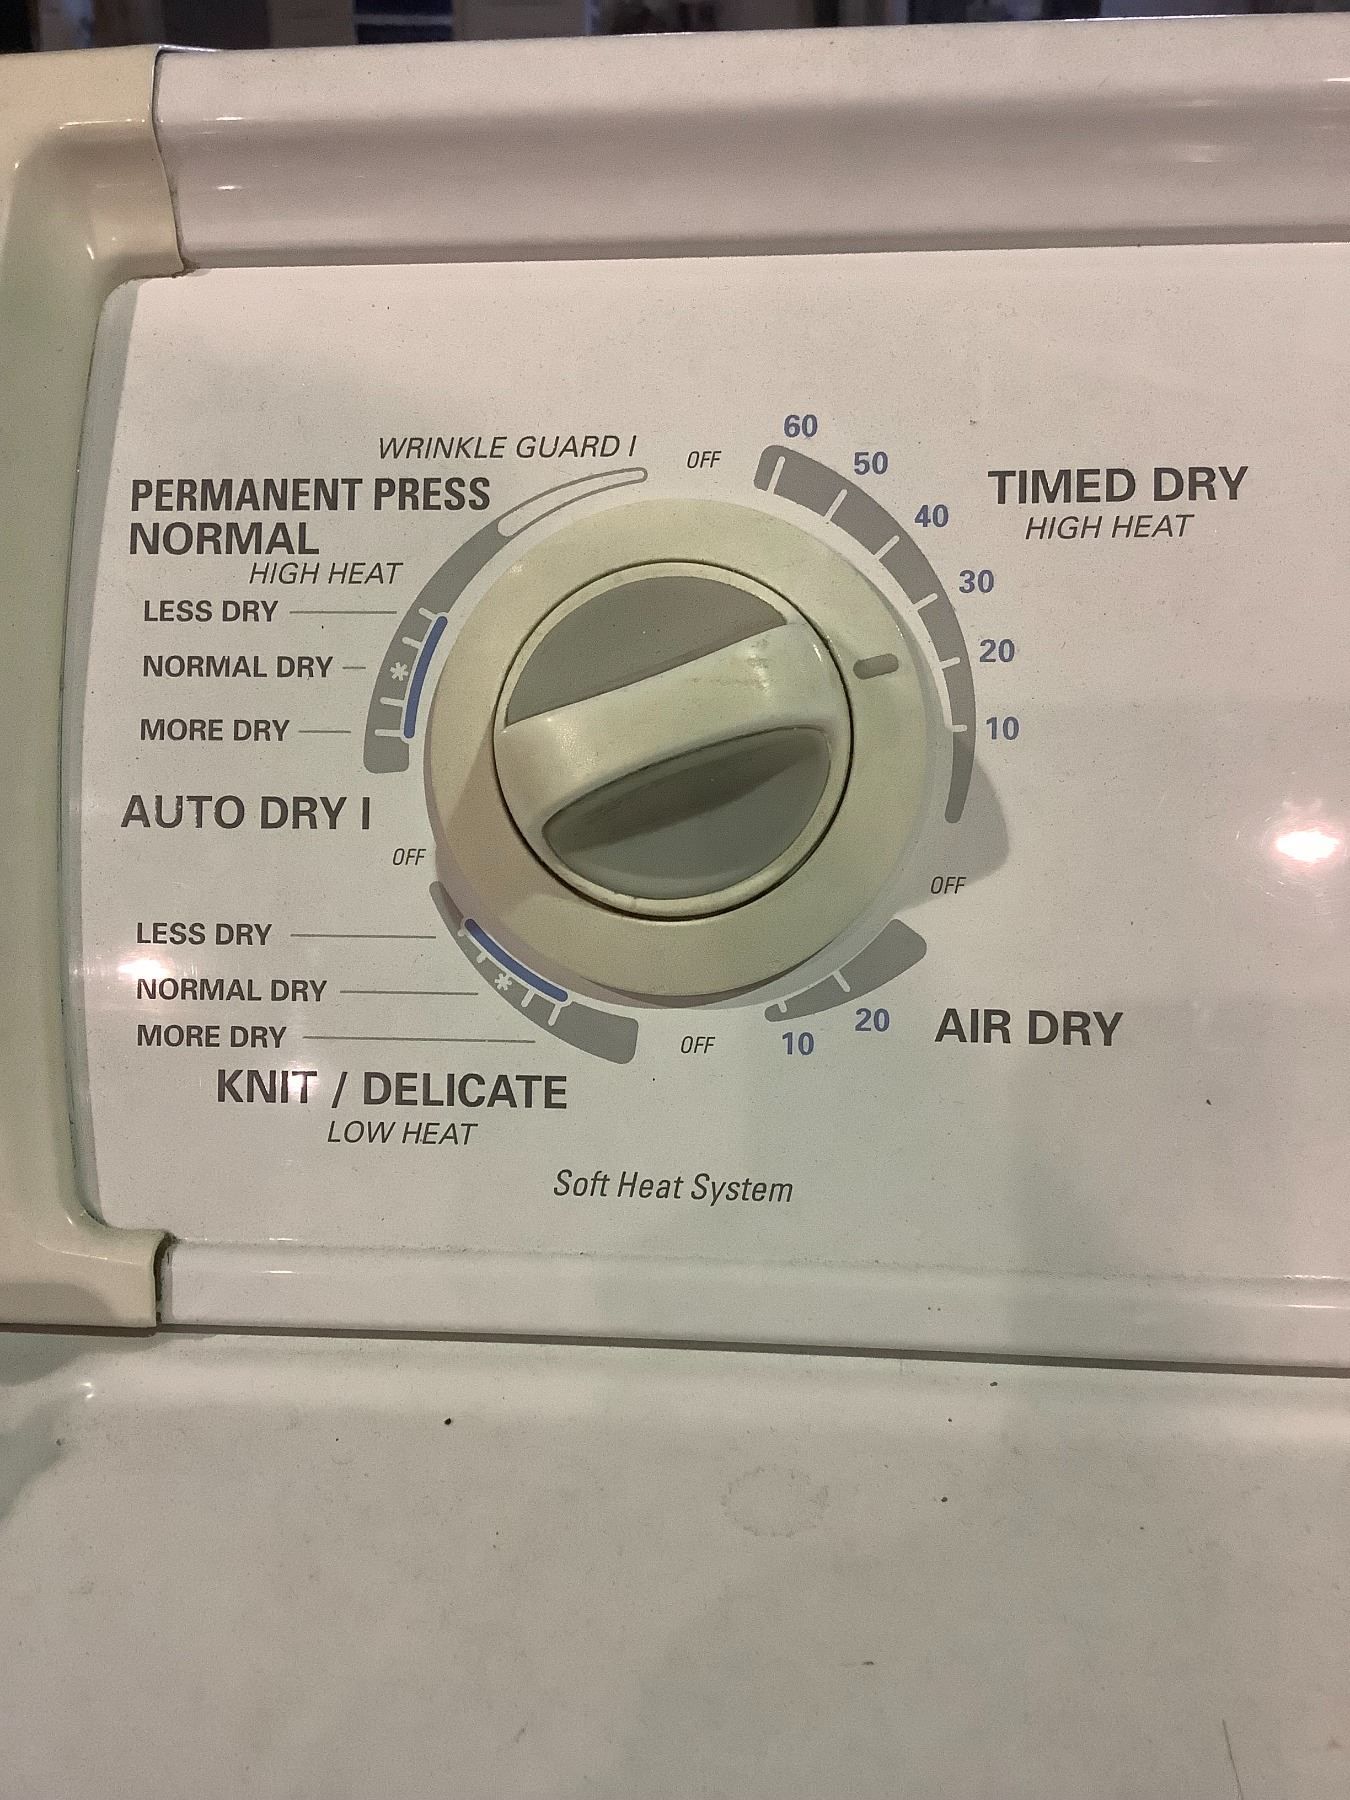 WRINKLE GUARD I
OFF
PERMANENT PRESS
NORMAL
HIGH HEAT
LESS DRY
NORMAL DRY
*
MORE DRY
AUTO DRY I
OFF
LESS DRY
NORMAL DRY
*
MORE DRY
KNIT / DELICATE
LOW HEAT
60
50
40
30
20
10
TIMED DRY
HIGH HEAT
OFF
AIR DRY
20
10
OFF
Soft Heat System